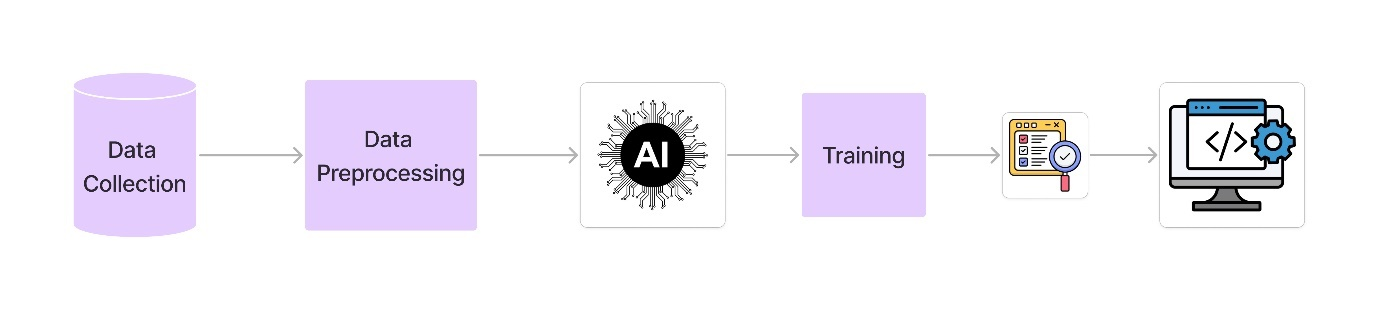 Data
Collection
Data
Preprocessing
AI
Training
</>